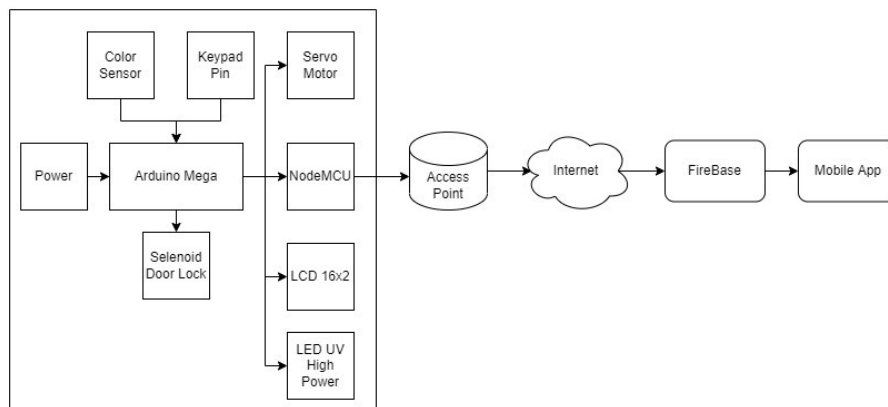 Color
Sensor
Keypad
Pin
Servo
Motor
Power
Arduino Mega
NodeMCU
Access
Point
Internet
FireBase
Mobile App
Selenoid
Door Lock
LCD 16x2
LED UV
High
Power